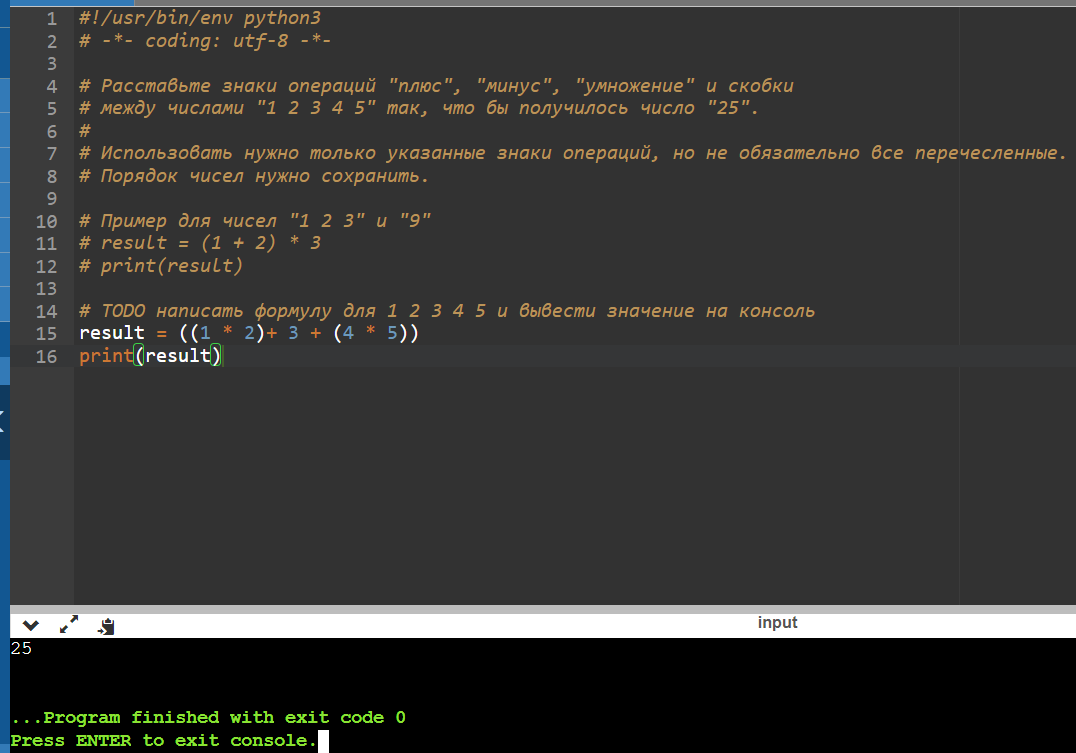 1 #!/usr/bin/env python3
2 # -*- coding: utf-8 -*-
3
4 # Расставьте знаки операций "плюс", "минус", "умножение" и скобки
5 # между числами "1 2 3 4 5" так, что бы получилось число "25".
6 #
7 # Использовать нужно только указанные знаки операций, но не обязательно все перечесленные.
8 # Порядок чисел нужно сохранить.
9
10 # Пример для чисел "1 2 3" и "9"
11 # result = (1 + 2) * 3
12 # print(result)
13
14 # TODO написать формулу для 1 2 3 4 5 и вывести значение на консоль
15 result = ((1 * 2)+ 3 + (4 * 5))
16 print(result)
input
25
...Program finished with exit code 0
Press ENTER to exit console.